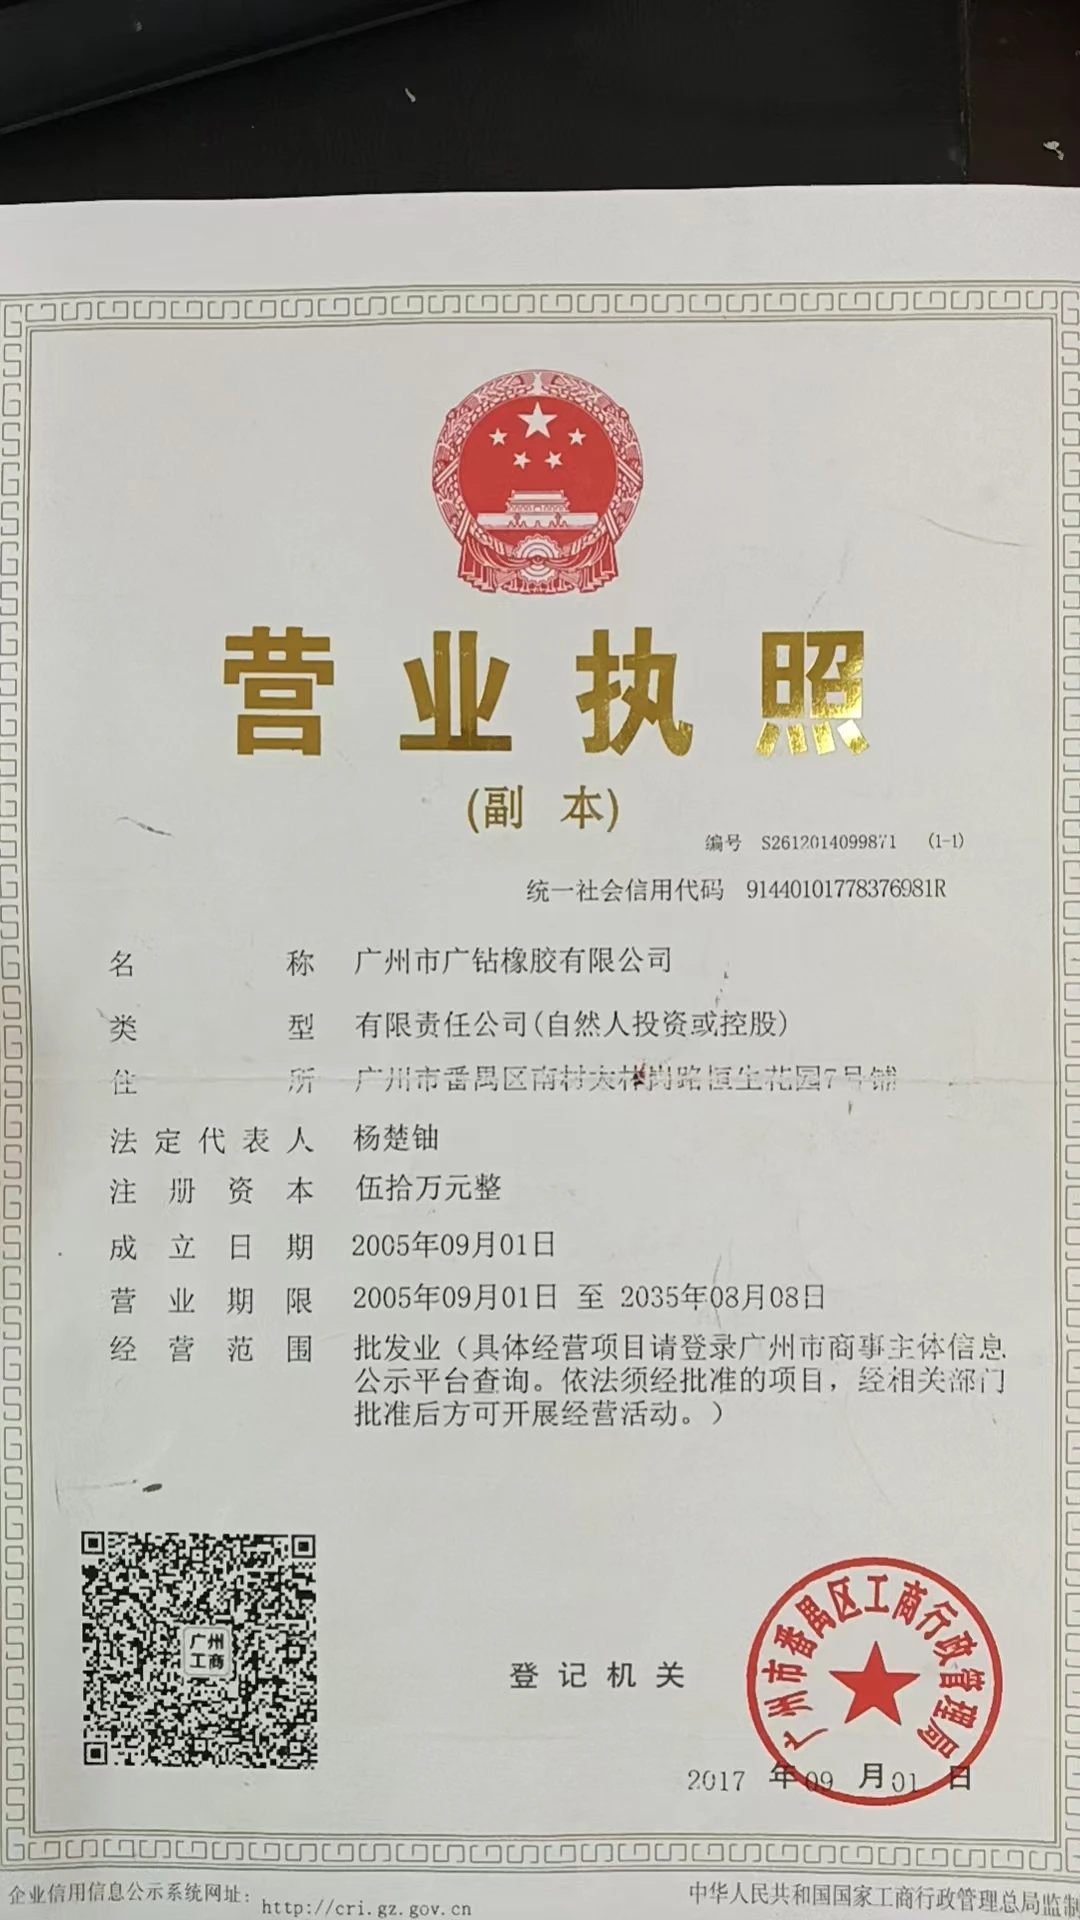 营业执照
(副 本)
编号 S2612014099871 (1-1)
统一社会信用代码 91440101778376981R
名 称 广州市广钻橡胶有限公司
类 型 有限责任公司(自然人投资或控股)
住 所 广州市番禺区南村大林岗路恒生花园7号铺
法定代表人 杨楚铀
注 册 资 本 伍拾万元整
成 立 日 期 2005年09月01日
营 业 期 限 2005年09月01日 至 2035年08月08日
经 营 范 围 批发业（具体经营项目请登录广州市商事主体信息
公示平台查询。依法须经批准的项目，经相关部门
批准后方可开展经营活动。）
广州
工商
登 记 机 关
广州市番禺区工商行政管理局
2017 年 09 月 01 日
企业信用信息公示系统网址：
http://cri.gz.gov.cn
中华人民共和国国家工商行政管理总局监制